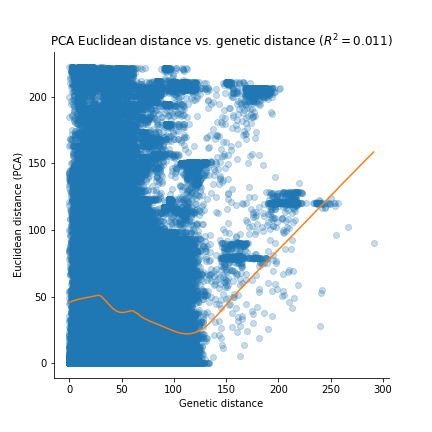 PCA Euclidean distance vs. genetic distance (R² = 0.011)
200
150
100
50
0
Euclidean distance (PCA)
0 50 100 150 200 250 300
Genetic distance